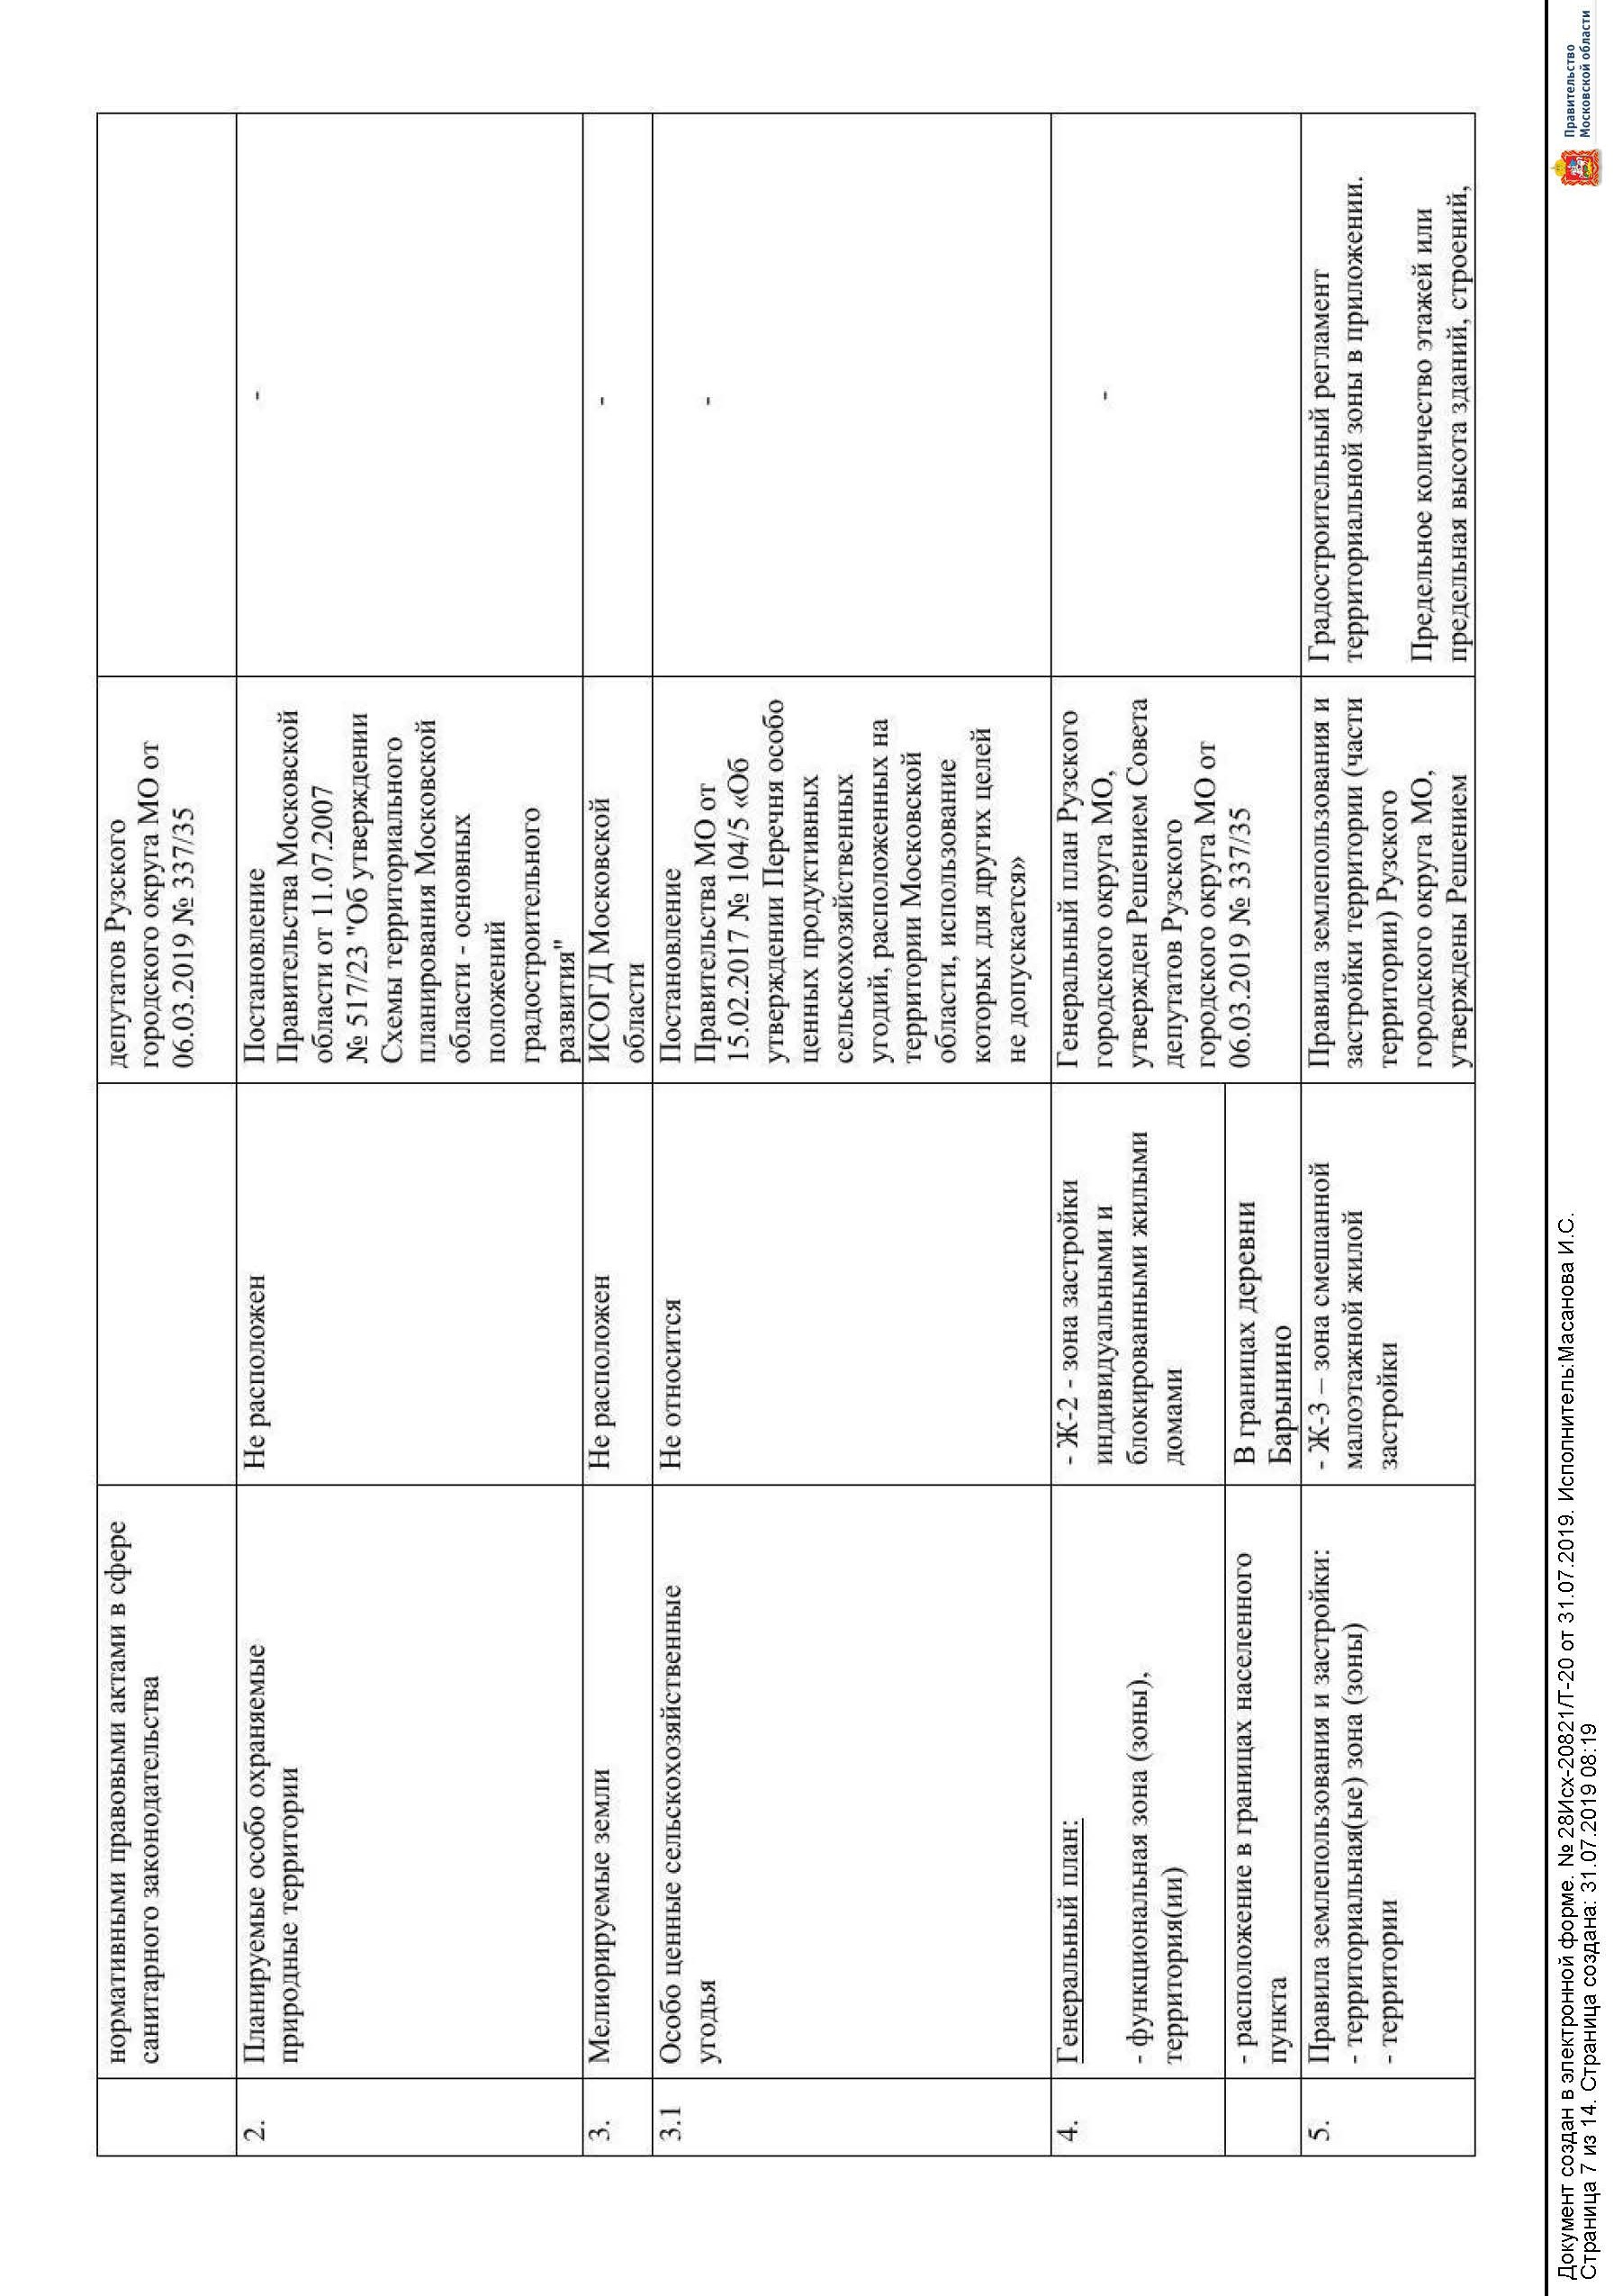 нормативными правовыми актами в сфере
санитарного законодательства
депутатов Рузского
городского округа МО от
06.03.2019 № 337/35
2.
Планируемые особо охраняемые
природные территории
Не расположен
Постановление
Правительства Московской
области от 11.07.2007
№ 517/23 "Об утверждении
Схемы территориального
планирования Московской
области - основных
положений
градостроительного
развития"
-
3.
Мелиорируемые земли
Не расположен
ИСОГД Московской
области
-
3.1
Особо ценные сельскохозяйственные
угодья
Не относится
Постановление
Правительства МО от
15.02.2017 № 104/5 «Об
утверждении Перечня особо
ценных продуктивных
сельскохозяйственных
угодий, расположенных на
территории Московской
области, использование
которых для других целей
не допускается»
-
4.
Генеральный план:
- функциональная зона (зоны),
территория(ии)
- Ж-2 - зона застройки
индивидуальными и
блокированными жилыми
домами
Генеральный план Рузского
городского округа МО,
утвержден Решением Совета
депутатов Рузского
городского округа МО от
06.03.2019 № 337/35
-
- расположение в границах населенного
пункта
В границах деревни
Барынино
5.
Правила землепользования и застройки:
- территориальная(ые) зона (зоны)
- территории
- Ж-3 – зона смешанной
малоэтажной жилой
застройки
Правила землепользования и
застройки территории (части
территории) Рузского
городского округа МО,
утверждены Решением
Градостроительный регламент
территориальной зоны в приложении.
Предельное количество этажей или
предельная высота зданий, строений,
Документ создан в электронной форме. № 28Исх-20821/Т-20 от 31.07.2019. Исполнитель:Масанова И.С.
Страница 7 из 14. Страница создана: 31.07.2019 08:19
Правительство
Московской области